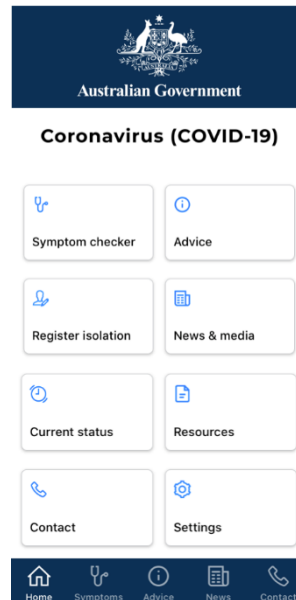 Australian Government
Coronavirus (COVID-19)
Symptom checker
Advice
Register isolation
News & media
Current status
Resources
Contact
Settings
Home Symptoms Advice News Contact